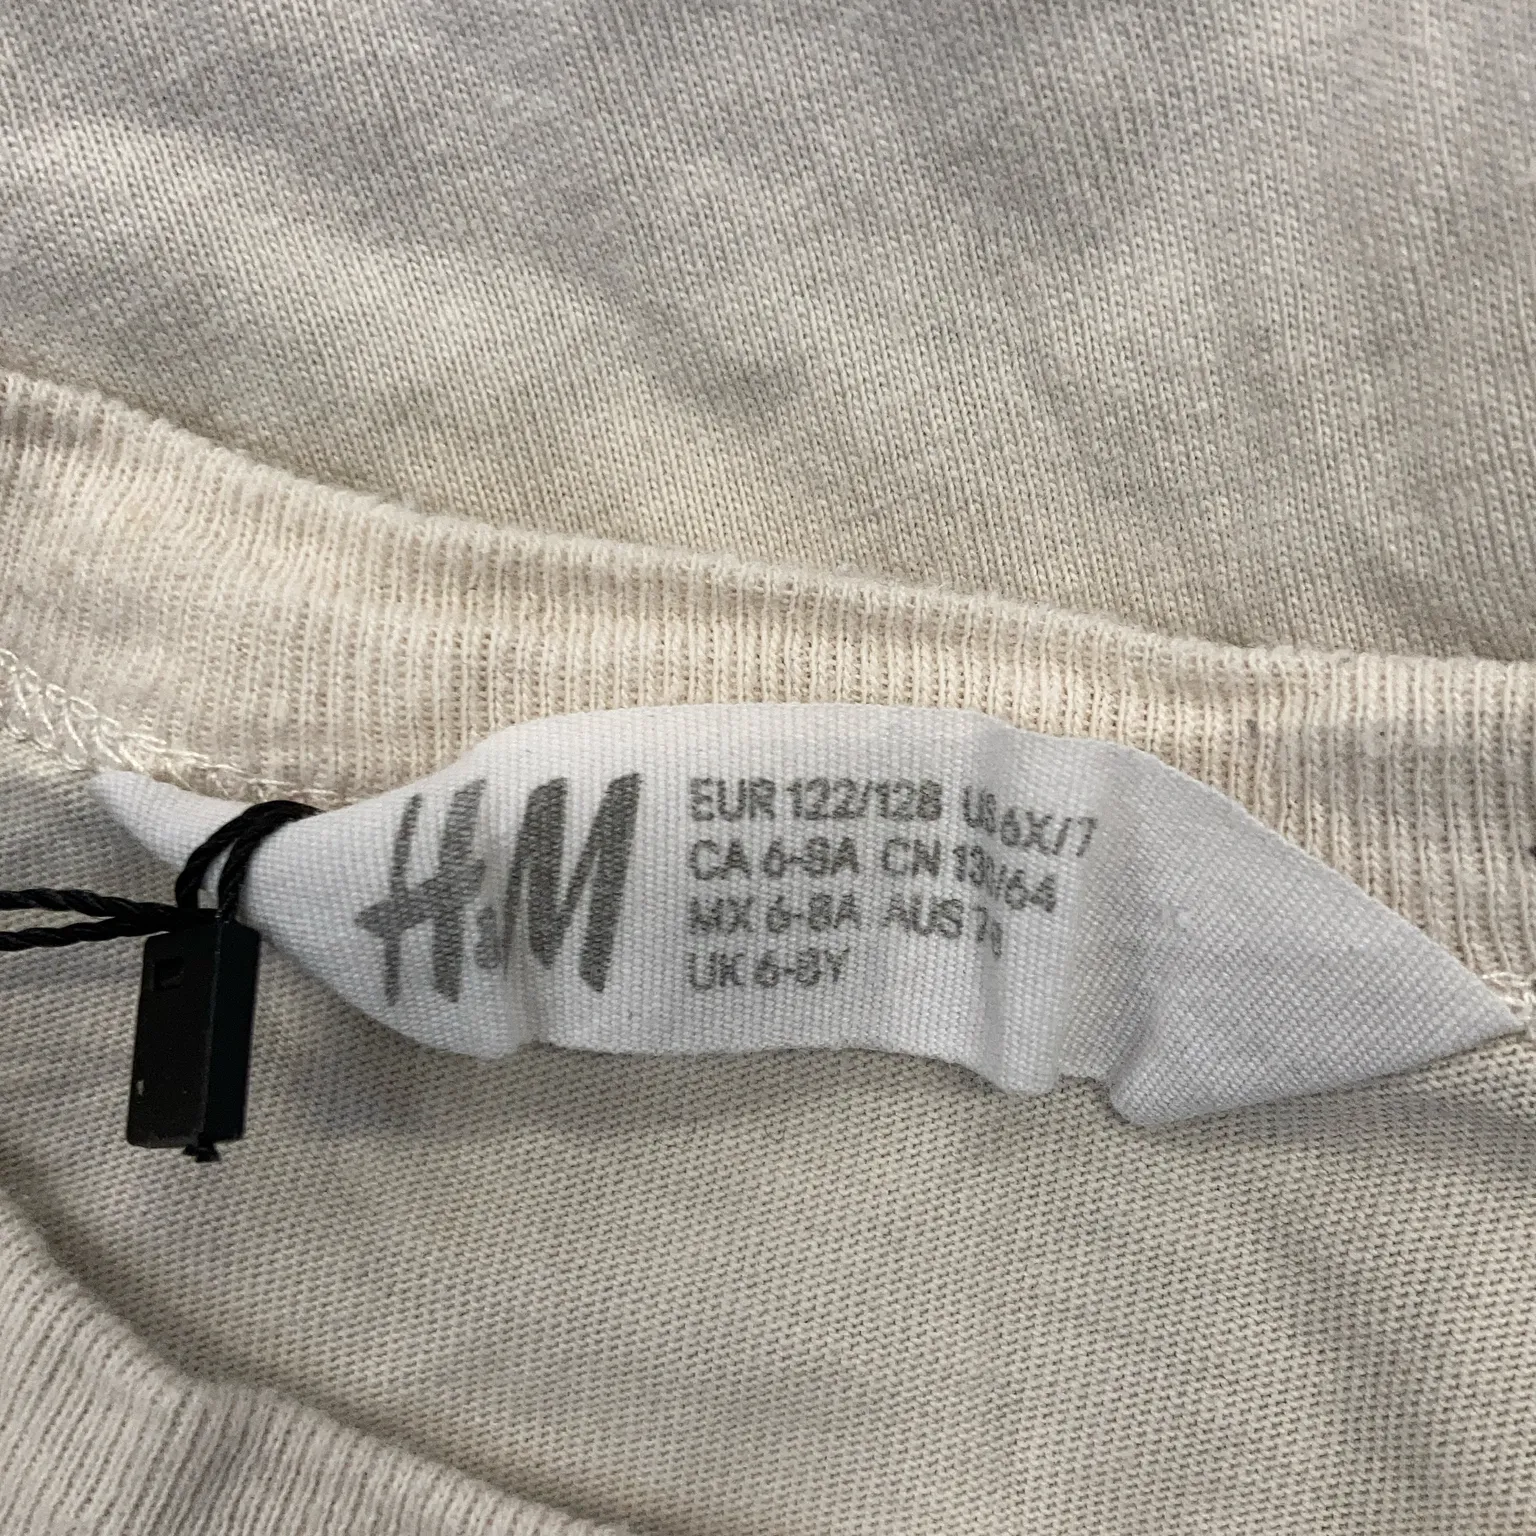 H&M
EUR 122/128 US 6X/7
CA 6-8A CN 130/64
MX 6-8A AUS
UK 6-8Y